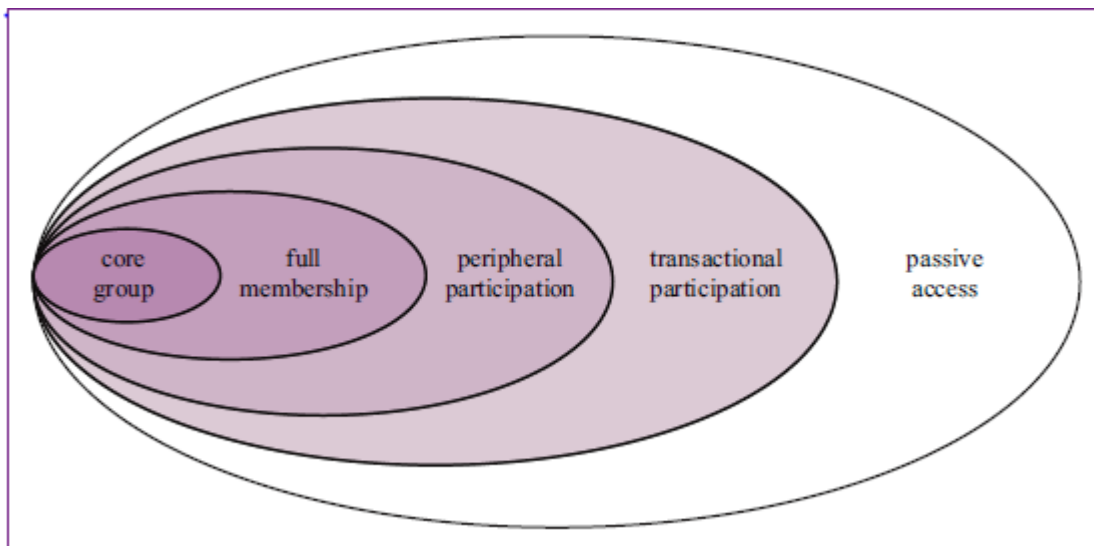 core
group
full
membership
peripheral
participation
transactional
participation
passive
access